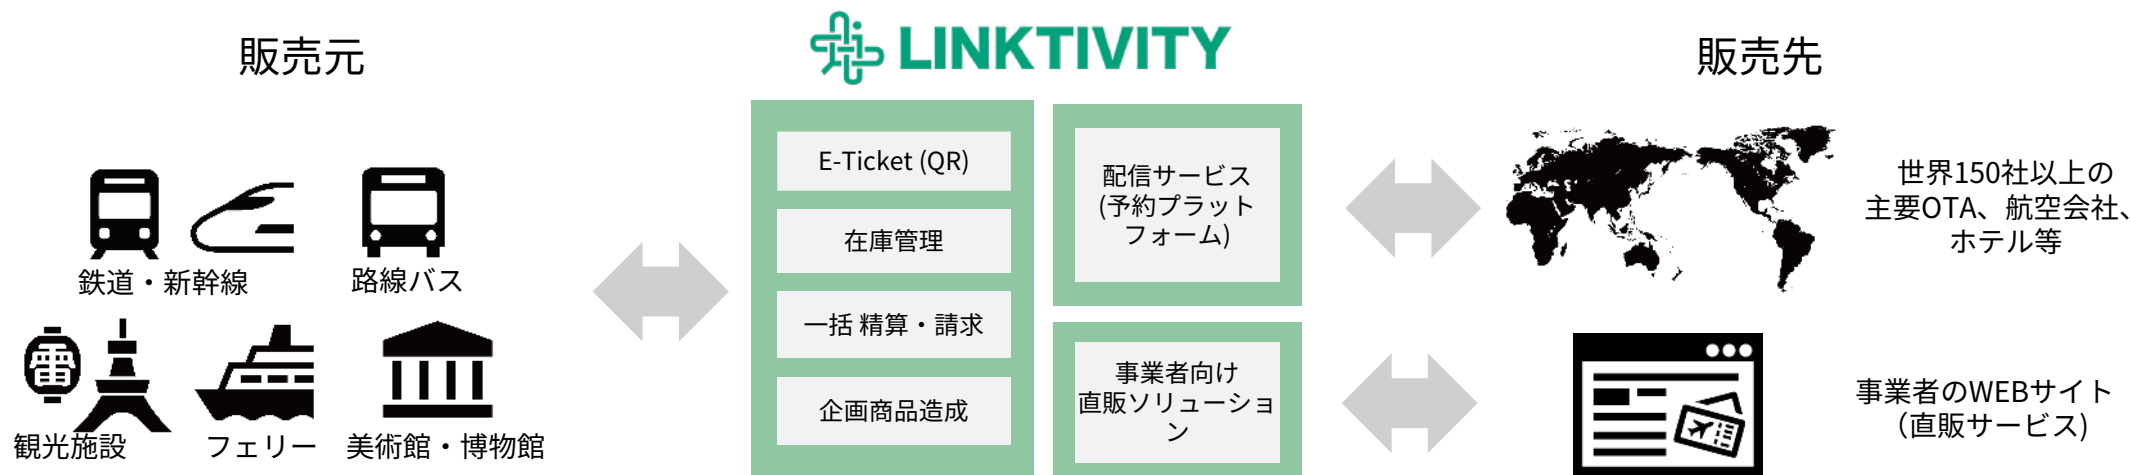 販売元
鉄道・新幹線
路線バス
観光施設
フェリー
美術館・博物館
LINKTIVITY
E-Ticket (QR)
在庫管理
一括 精算・請求
企画商品造成
配信サービス
(予約プラット
フォーム)
事業者向け
直販ソリューショ
ン
販売先
世界150社以上の
主要OTA、航空会社、
ホテル等
事業者のWEBサイト
（直販サービス)